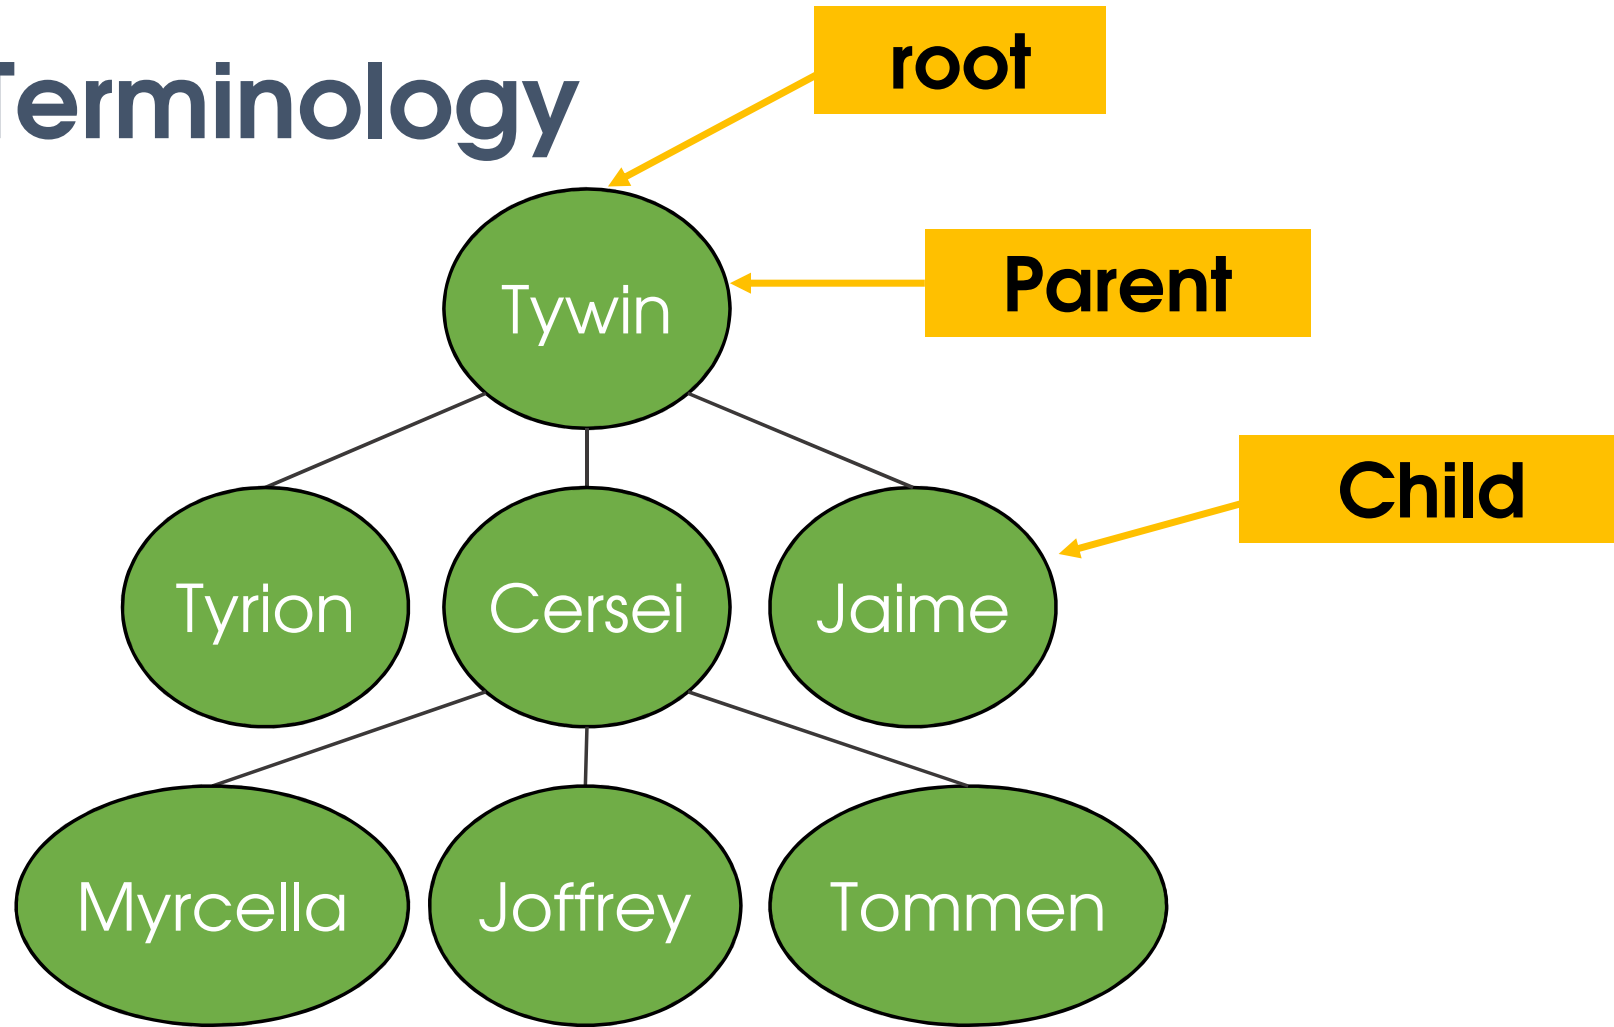 root
Terminology
Parent
Tywin
Child
Tyrion
Cersei
Jaime
Myrcella
Joffrey
Tommen